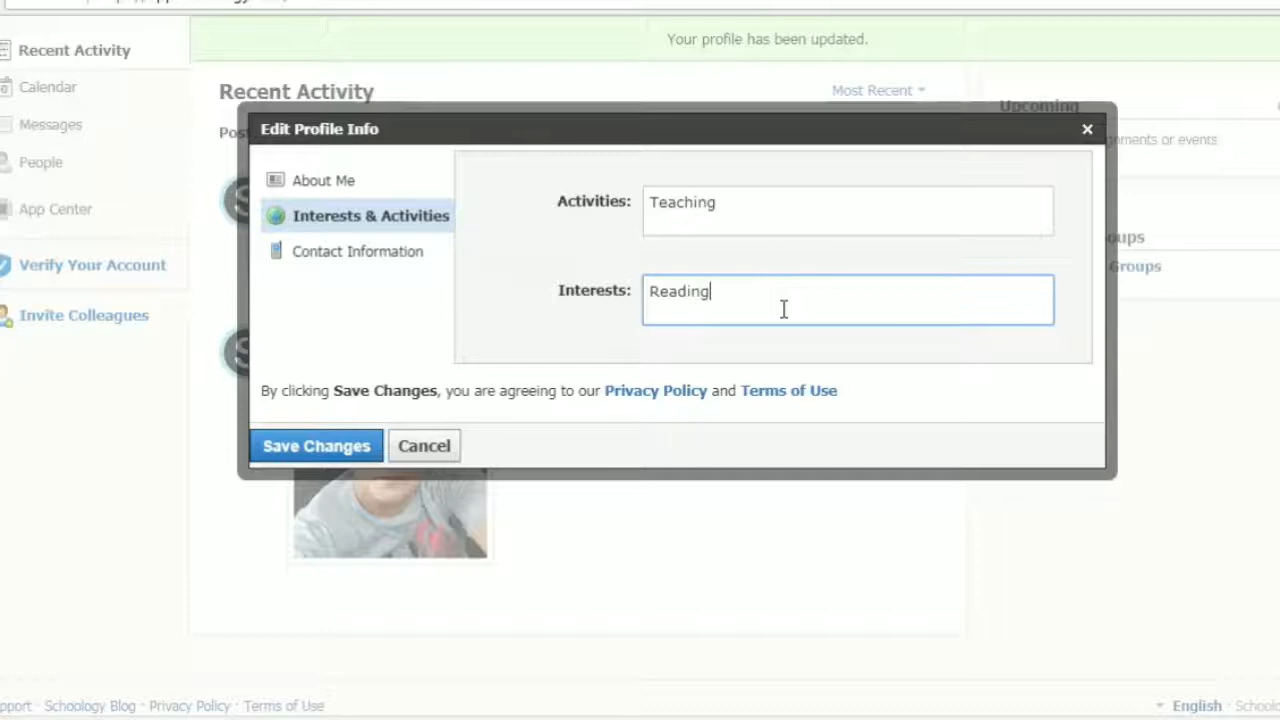 Recent Activity
Calendar
Messages
People
App Center
Verify Your Account
Invite Colleagues
Your profile has been updated.
Recent Activity
Most Recent
Upcoming
Edit Profile Info
About Me
Interests & Activities
Contact Information
Activities: Teaching
Interests: Reading
By clicking Save Changes, you are agreeing to our Privacy Policy and Terms of Use
Save Changes Cancel
or events
Groups
Schoology Blog · Privacy Policy · Terms of Use
English